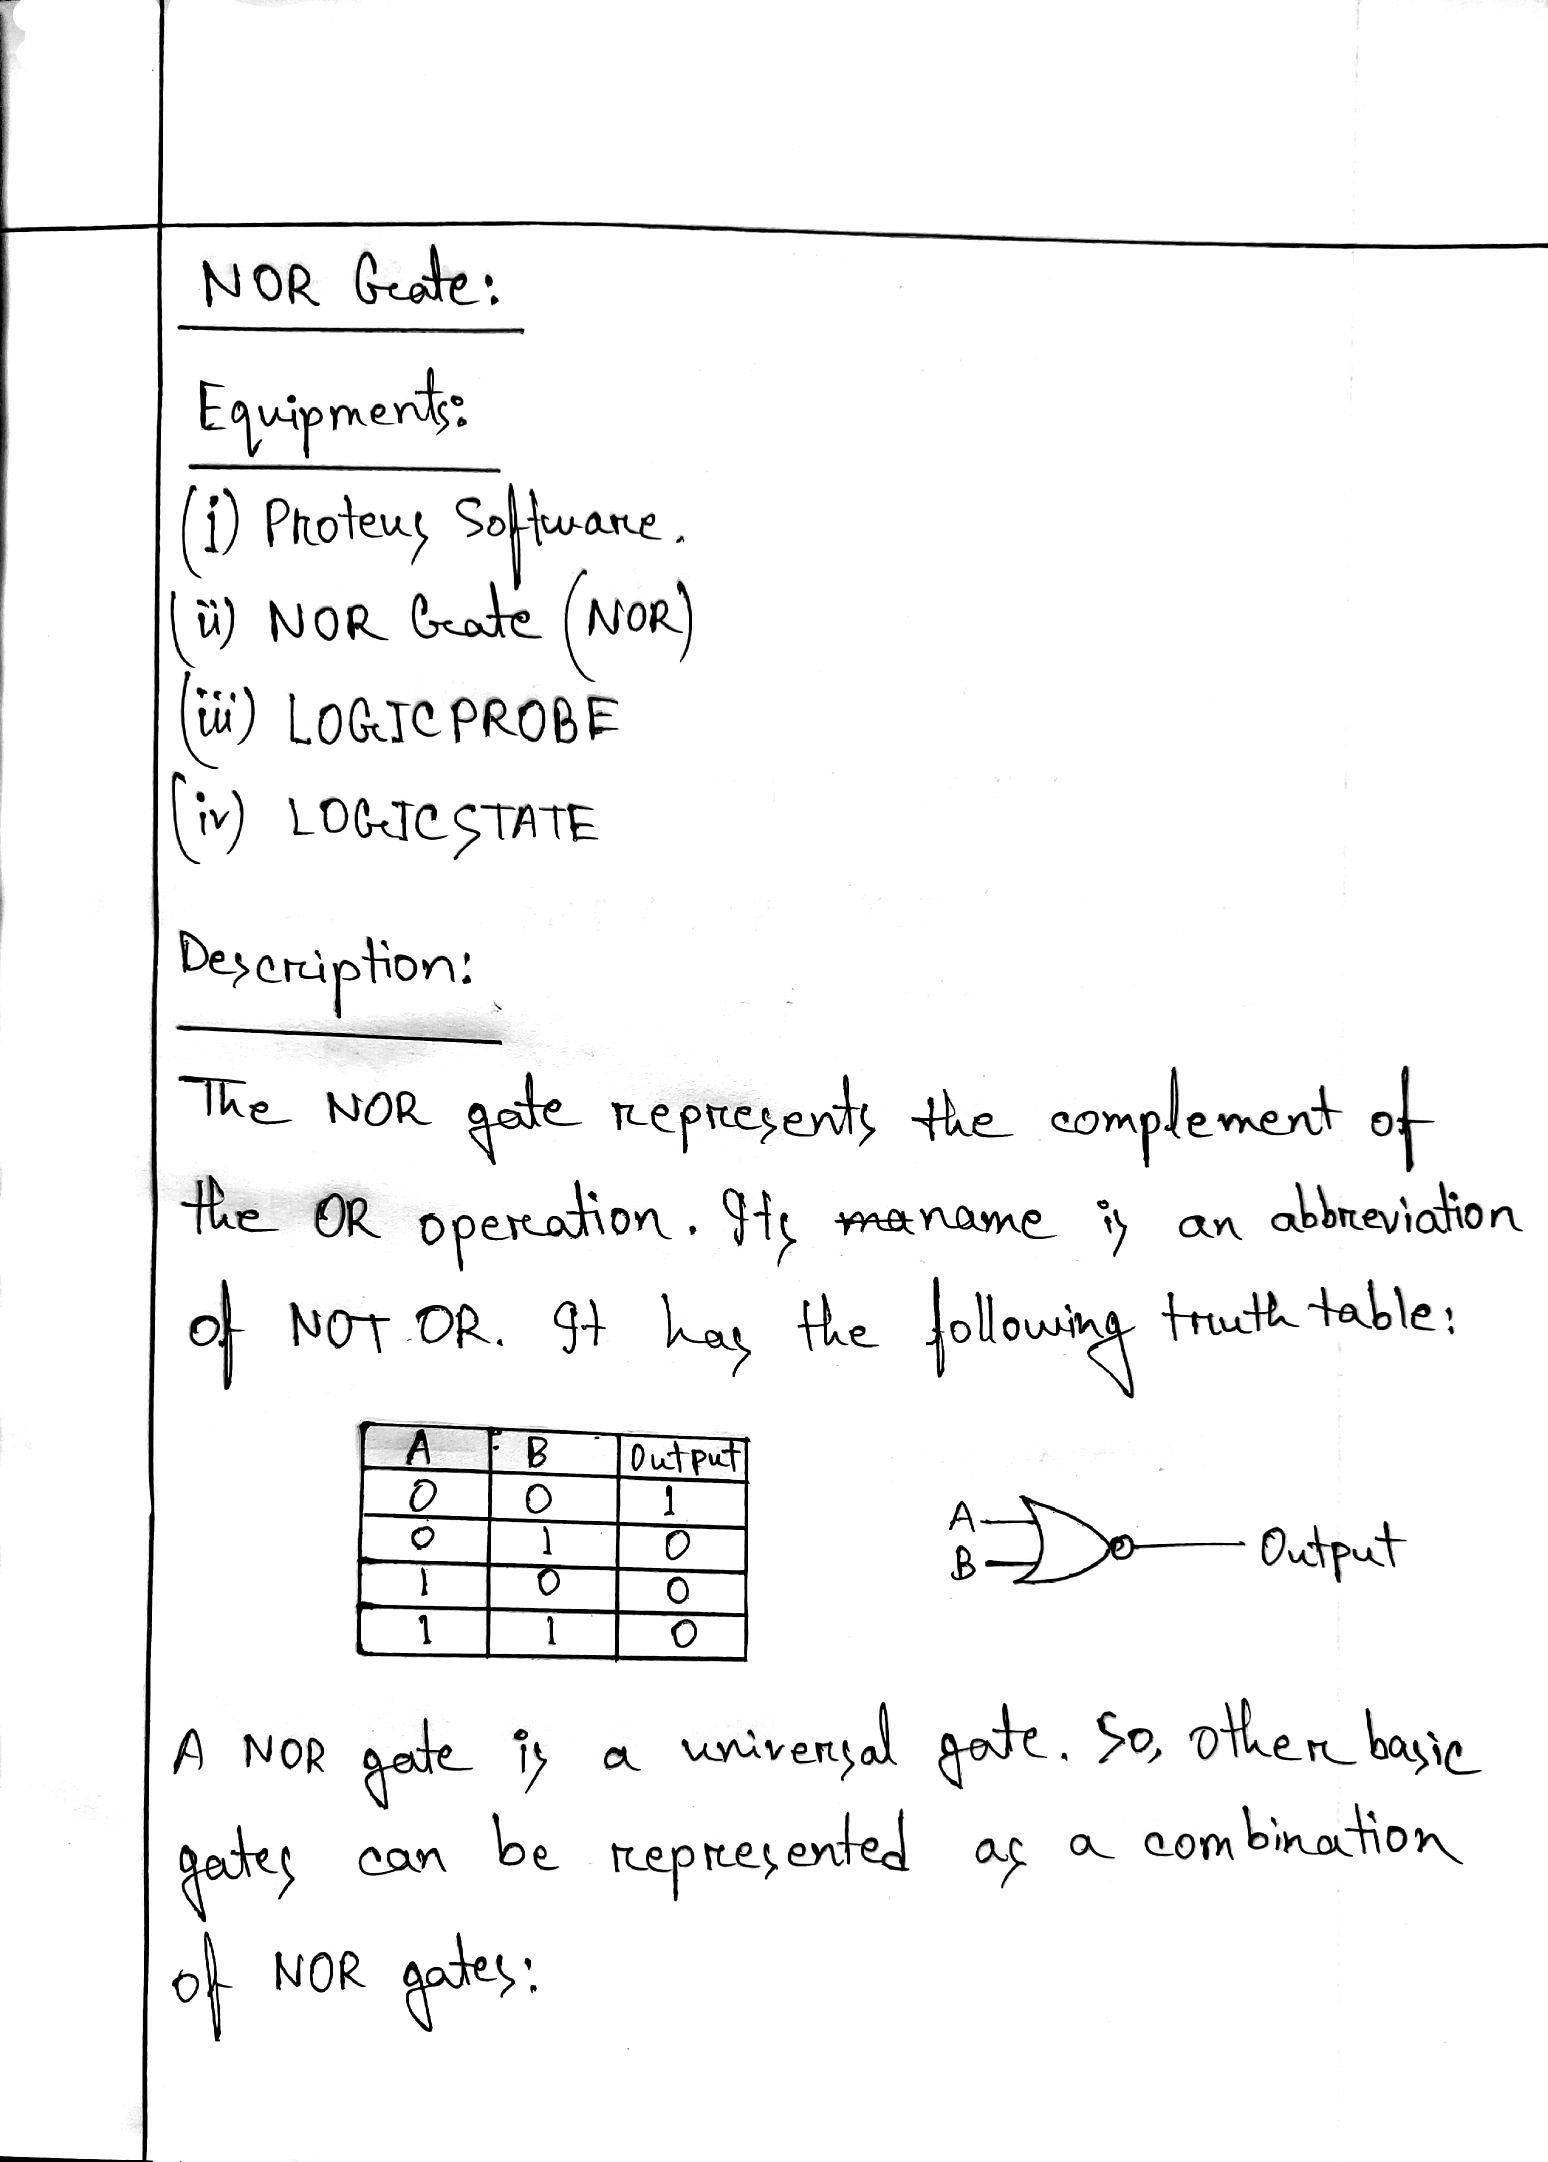 NOR Gate:
Equipments:
(i) Proteus Software.
(ii) NOR Gate (NOR)
(iii) LOGICPROBE
(iv) LOGICSTATE
Description:
The NOR gate represents the complement of
the OR operation. Its name is an abbreviation
of NOT OR. It has the following truth table:
A B Output
0 0 1
0 1 0
1 0 0
1 1 0
A
B
Output
A NOR gate is a universal gate. So, other basic
gates can be represented as a combination
of NOR gates: